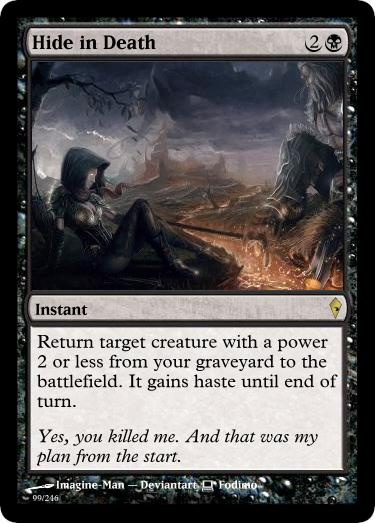 Hide in Death 2
Instant
Return target creature with a power
2 or less from your graveyard to the
battlefield. It gains haste until end of
turn.
Yes, you killed me. And that was my
plan from the start.
Imagine-Man — Deviantart Fodimo
99/246